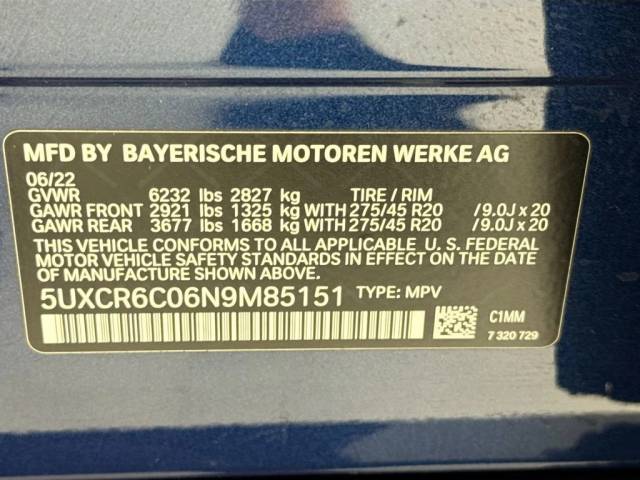 MFD BY BAYERISCHE MOTOREN WERKE AG
06/22
GVWR 6232 lbs 2827 kg TIRE / RIM
GAWR FRONT 2921 lbs 1325 kg WITH 275/45 R20 /9.0J x 20
GAWR REAR 3677 lbs 1668 kg WITH 275/45 R20 /9.0J x 20
THIS VEHICLE CONFORMS TO ALL APPLICABLE U. S. FEDERAL
MOTOR VEHICLE SAFETY STANDARDS IN EFFECT ON THE DATE
OF MANUFACTURE SHOWN ABOVE.
5UXCR6C06N9M85151 TYPE: MPV
C1MM
7 320 729